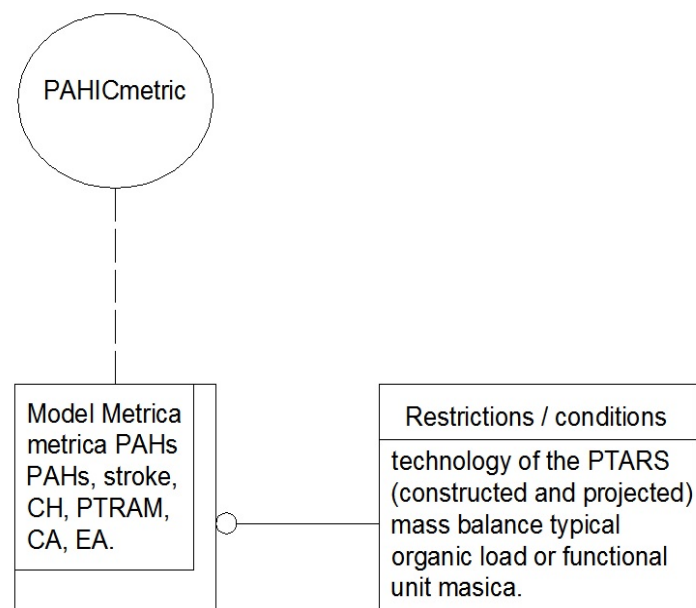 PAHICmetric
Model Metrica
metrica PAHs
PAHs, stroke,
CH, PTRAM,
CA, EA.
Restrictions / conditions
technology of the PTARS
(constructed and projected)
mass balance typical
organic load or functional
unit masica.